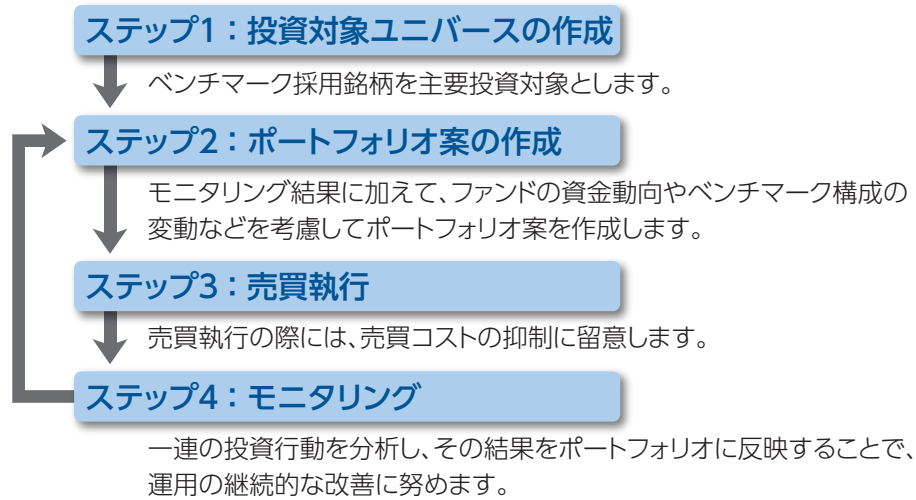 ステップ1：投資対象ユニバースの作成
ベンチマーク採用銘柄を主要投資対象とします。
ステップ2：ポートフォリオ案の作成
モニタリング結果に加えて、ファンドの資金動向やベンチマーク構成の
変動などを考慮してポートフォリオ案を作成します。
ステップ3：売買執行
売買執行の際には、売買コストの抑制に留意します。
ステップ4：モニタリング
一連の投資行動を分析し、その結果をポートフォリオに反映することで、
運用の継続的な改善に努めます。